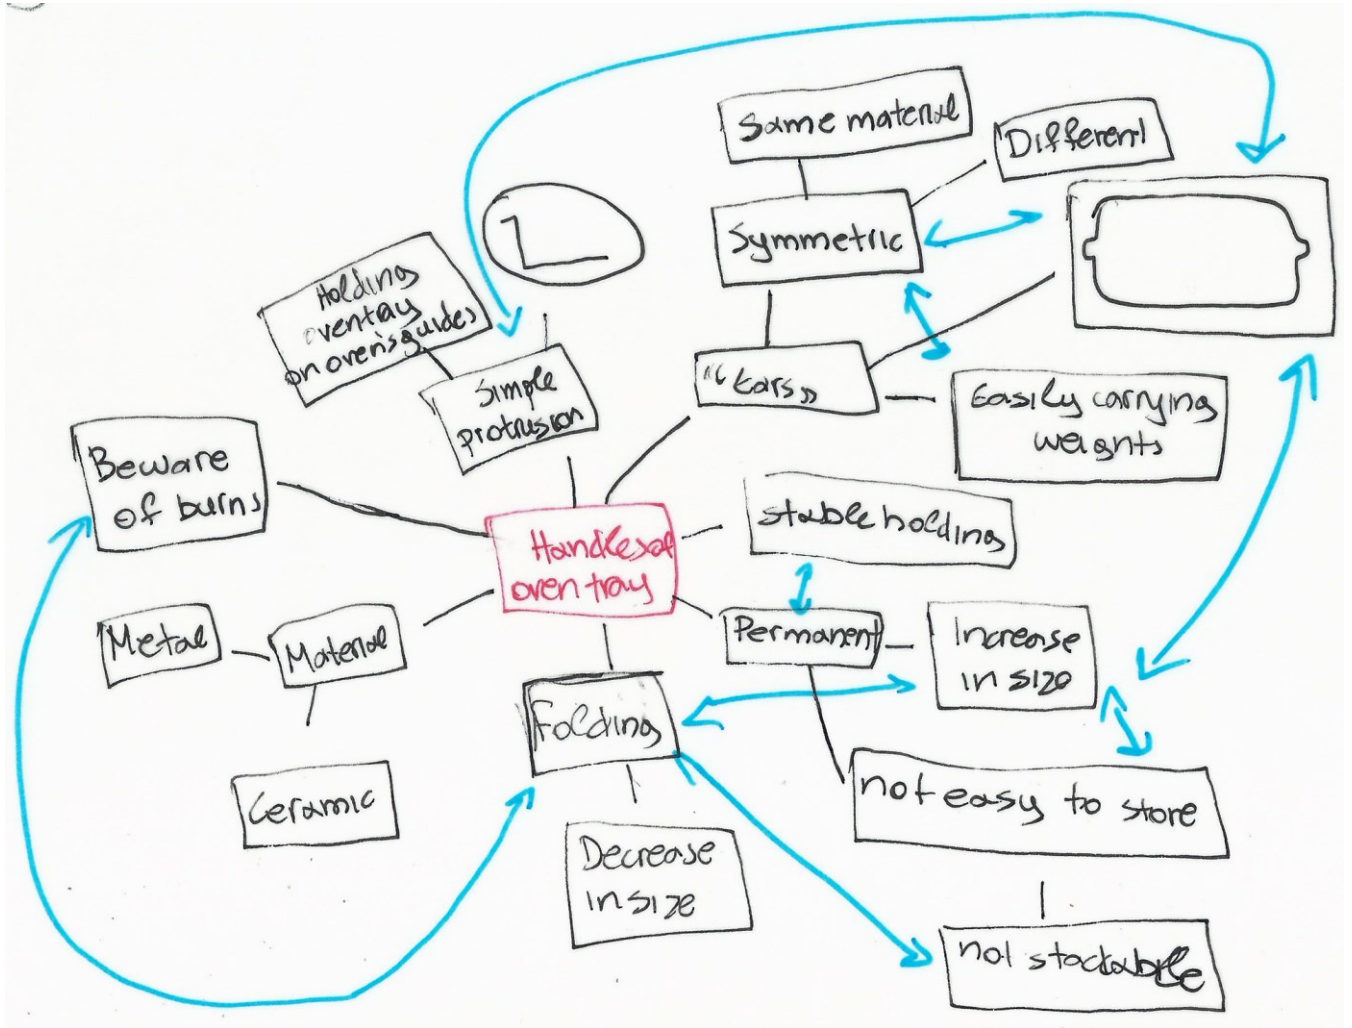 Same material
Different
Symmetric
Holding
oventray
on oven's guides
Simple
protrusion
"Ears"
Easily carrying
weights
Beware
of burns
stable holding
Handles of
oven tray
Permanent
Increase
in size
Metal
Material
Folding
Ceramic
not easy to store
Decrease
in size
not stackable